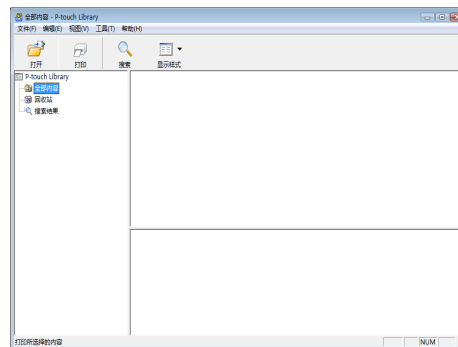 全部内容 - P-touch Library
文件(F) 编辑(E) 视图(V) 工具(T) 帮助(H)
打开 打印 搜索 显示样式
P-touch Library
全部内容
回收站
搜索结果
打印所选择的内容 NUM